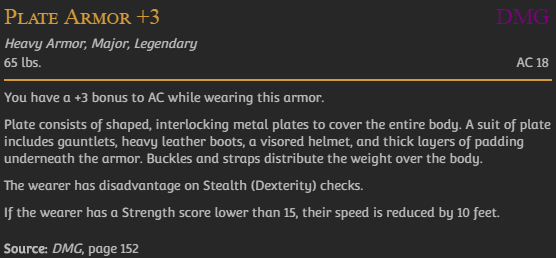 Plate Armor +3 DMG
Heavy Armor, Major, Legendary
65 lbs. AC 18
You have a +3 bonus to AC while wearing this armor.
Plate consists of shaped, interlocking metal plates to cover the entire body. A suit of plate
includes gauntlets, heavy leather boots, a visored helmet, and thick layers of padding
underneath the armor. Buckles and straps distribute the weight over the body.
The wearer has disadvantage on Stealth (Dexterity) checks.
If the wearer has a Strength score lower than 15, their speed is reduced by 10 feet.
Source: DMG, page 152